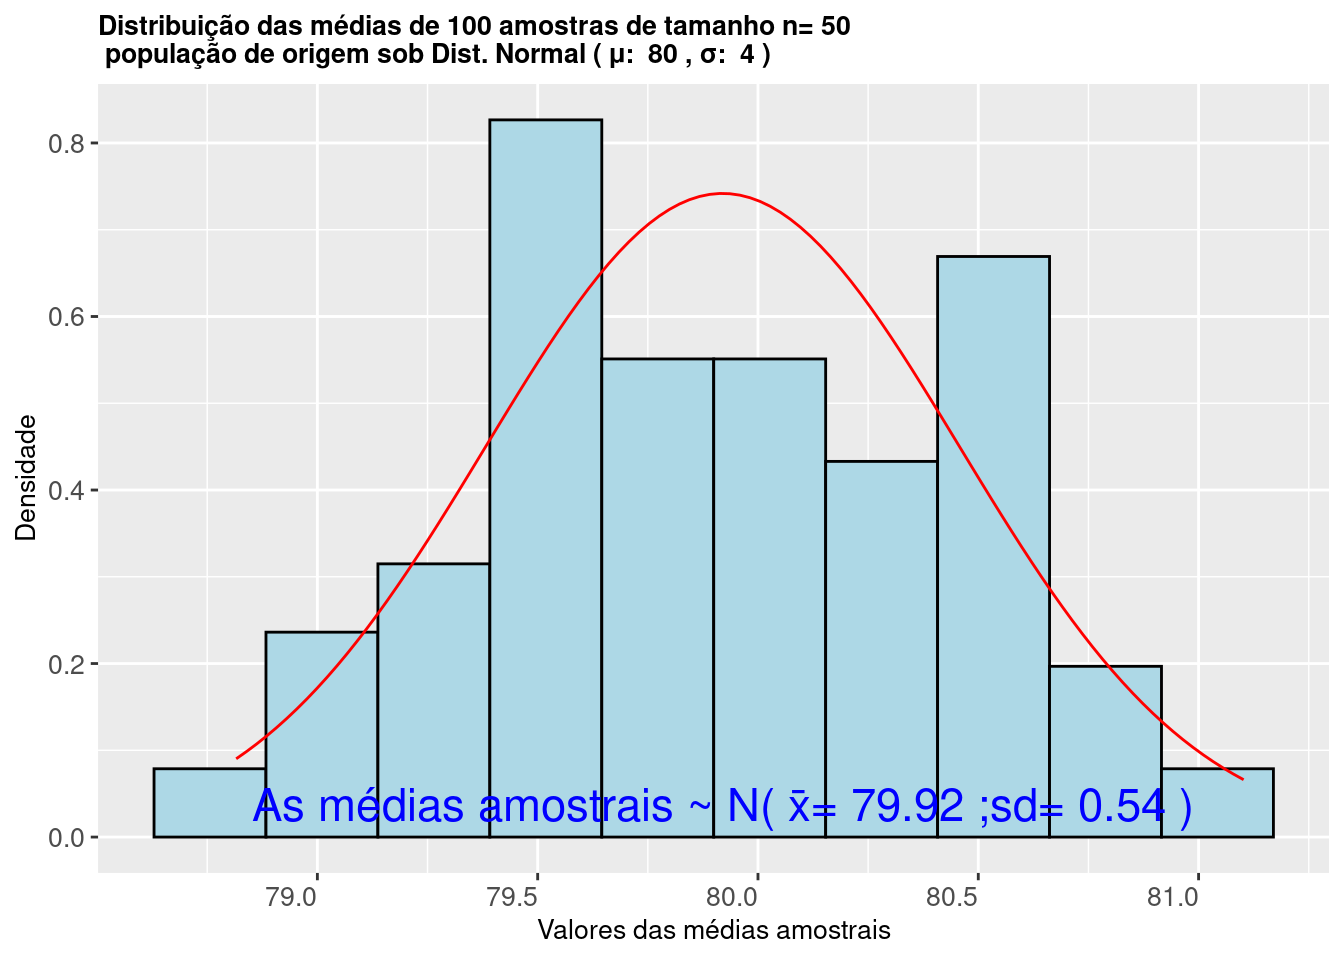 Distribuição das médias de 100 amostras de tamanho n= 50
população de origem sob Dist. Normal ( μ:  80 , σ:  4 )
0.8
0.6
0.4
0.2
0.0
Densidade
As médias amostrais ~ N( x̄= 79.92 ;sd= 0.54 )
79.0 79.5 80.0 80.5 81.0
Valores das médias amostrais